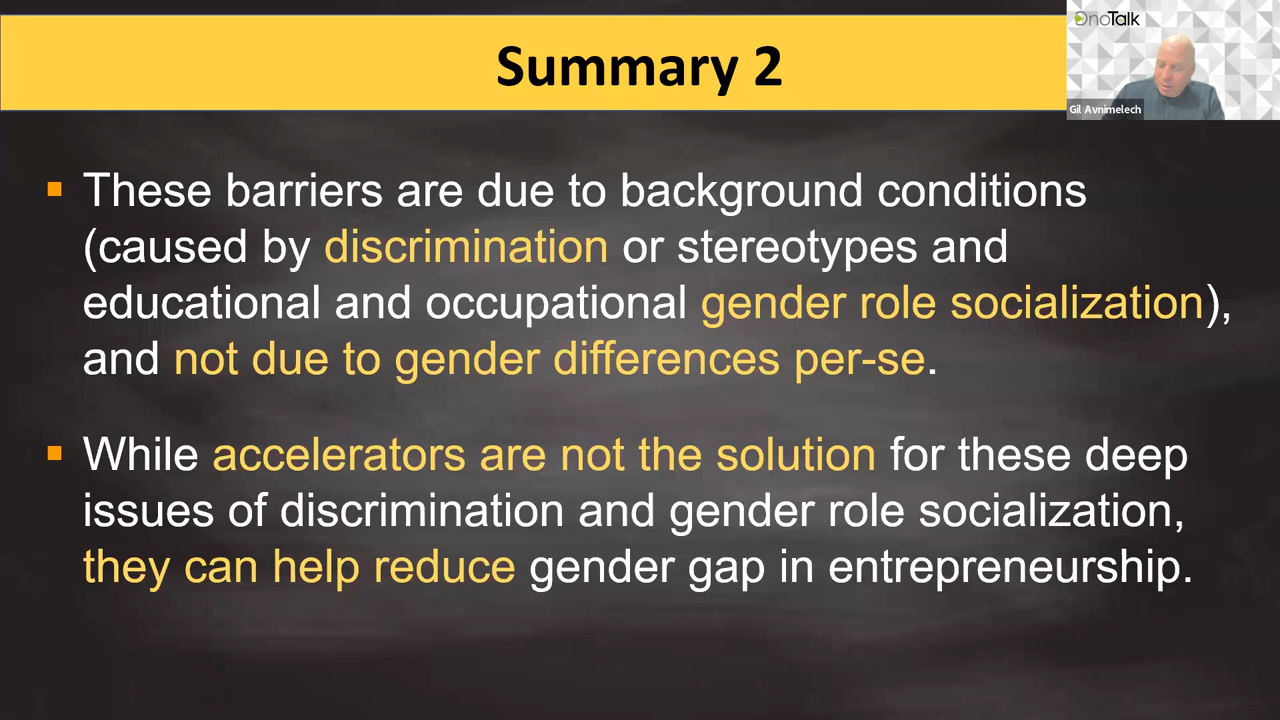 Summary 2
OnoTalk
Gil Avnimelech
▪ These barriers are due to background conditions
(caused by discrimination or stereotypes and
educational and occupational gender role socialization),
and not due to gender differences per-se.
▪ While accelerators are not the solution for these deep
issues of discrimination and gender role socialization,
they can help reduce gender gap in entrepreneurship.